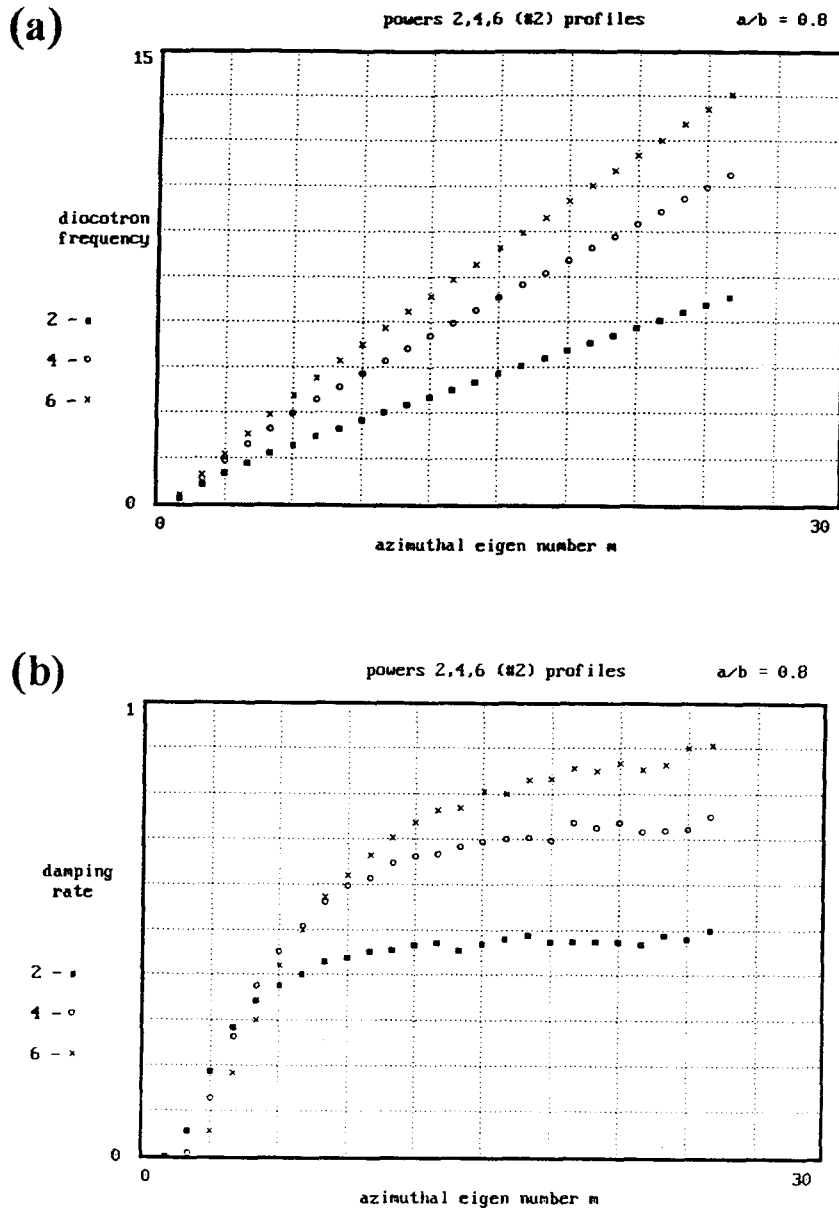 (a)
powers 2,4,6 (#2) profiles a/b = 0.8
15
diocotron
frequency
2 - ▪
4 - o
6 - ×
0
0 30
azimuthal eigen number m
(b)
powers 2,4,6 (#2) profiles a/b = 0.8
1
damping
rate
2 - ▪
4 - o
6 - ×
0
0 30
azimuthal eigen number m